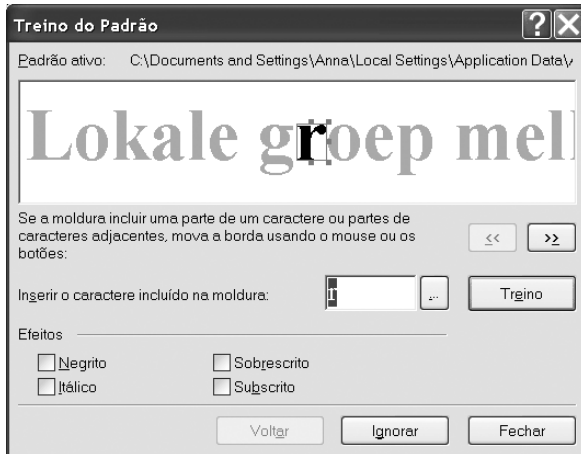 Treino do Padrão
Padrão ativo: C:\Documents and Settings\Anna\Local Settings\Application Data\
Lokale groep mel
Se a moldura incluir uma parte de um caractere ou partes de
caracteres adjacentes, mova a borda usando o mouse ou os
botões:
<< >>
Inserir o caractere incluído na moldura: r ... Treino
Efeitos
Negrito Sobrescrito
Itálico Subscrito
Voltar Ignorar Fechar